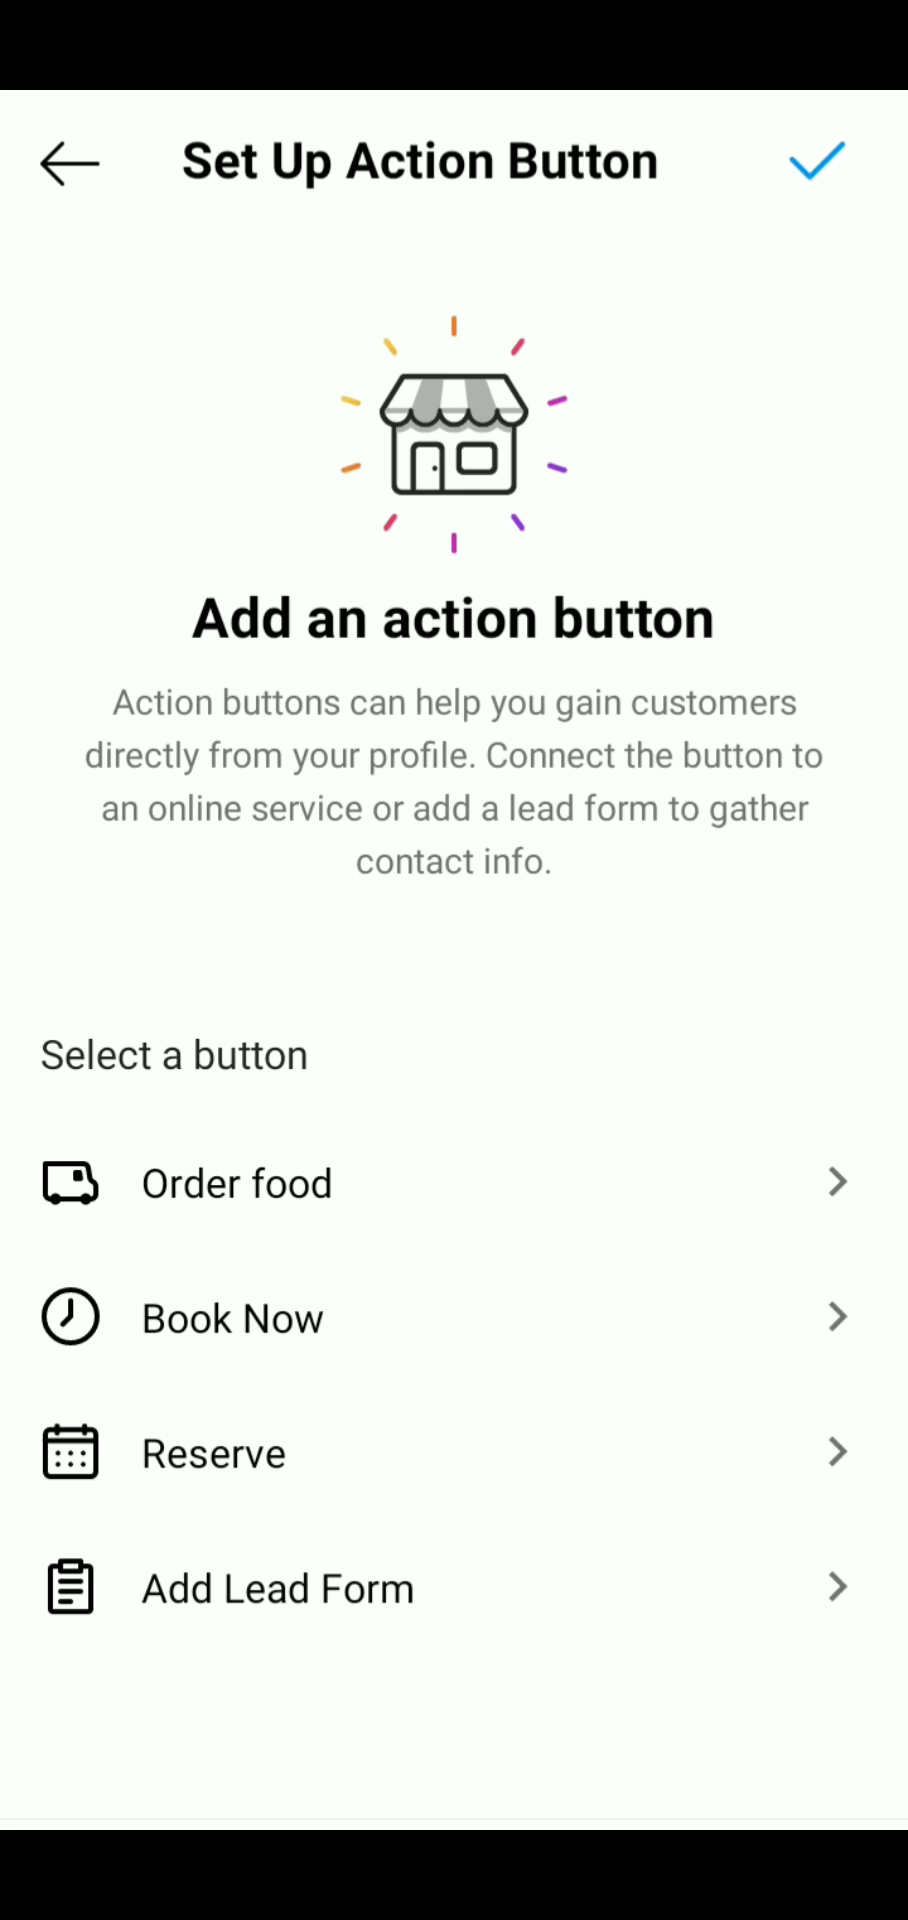 Set Up Action Button
Add an action button
Action buttons can help you gain customers
directly from your profile. Connect the button to
an online service or add a lead form to gather
contact info.
Select a button
Order food
Book Now
Reserve
Add Lead Form